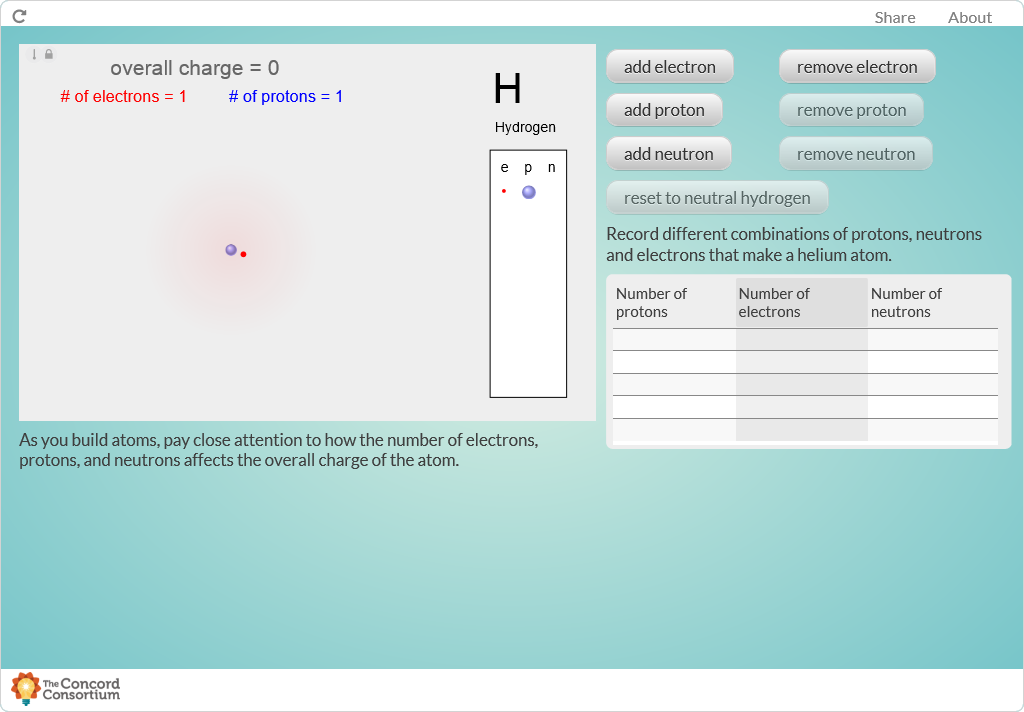 Share About
overall charge = 0
# of electrons = 1 # of protons = 1
H
Hydrogen
e p n
add electron remove electron
add proton remove proton
add neutron remove neutron
reset to neutral hydrogen
Record different combinations of protons, neutrons
and electrons that make a helium atom.
Number of Number of Number of
protons electrons neutrons
As you build atoms, pay close attention to how the number of electrons,
protons, and neutrons affects the overall charge of the atom.
The Concord
Consortium